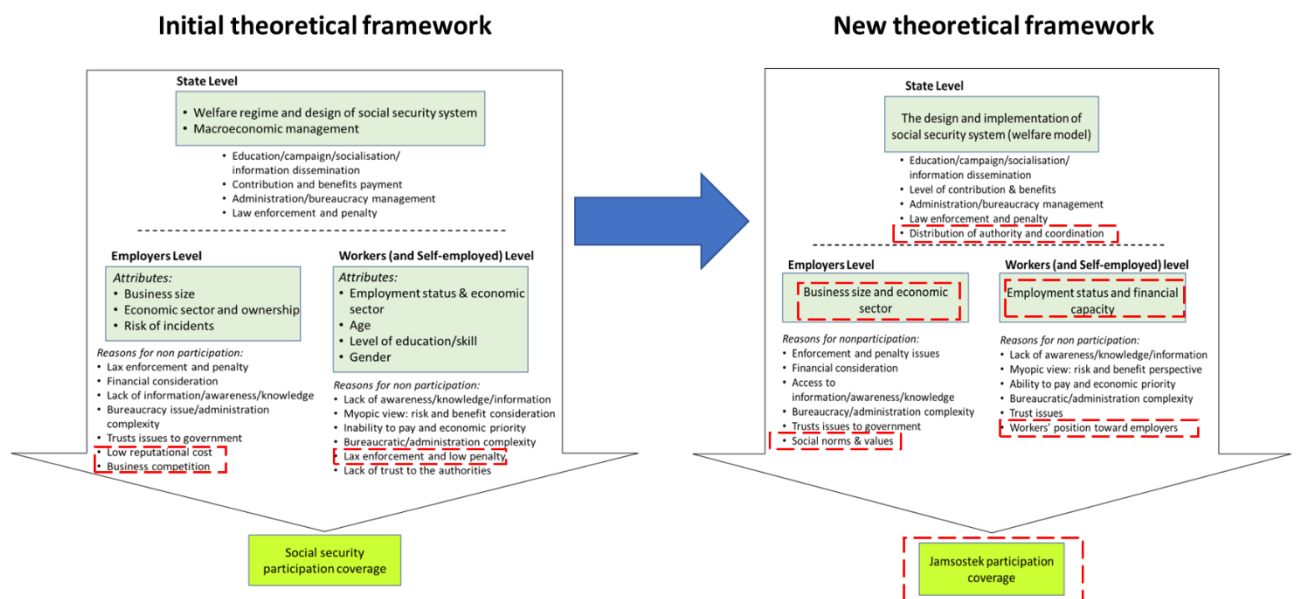 Initial theoretical framework
State Level
• Welfare regime and design of social security system
• Macroeconomic management
• Education/campaign/socialisation/
information dissemination
• Contribution and benefits payment
• Administration/bureaucracy management
• Law enforcement and penalty
Employers Level
Attributes:
• Business size
• Economic sector and ownership
• Risk of incidents
Reasons for non participation:
• Lax enforcement and penalty
• Financial consideration
• Lack of information/awareness/knowledge
• Bureaucracy issue/administration
complexity
• Trusts issues to government
• Low reputational cost
• Business competition
Workers (and Self-employed) Level
Attributes:
• Employment status & economic
sector
• Age
• Level of education/skill
• Gender
Reasons for non participation:
• Lack of awareness/knowledge/information
• Myopic view: risk and benefit consideration
• Inability to pay and economic priority
• Bureaucratic/administration complexity
• Lax enforcement and low penalty
• Lack of trust to the authorities
Social security
participation coverage
New theoretical framework
State Level
The design and implementation of
social security system (welfare model)
• Education/campaign/socialisation/
information dissemination
• Level of contribution & benefits
• Administration/bureaucracy management
• Law enforcement and penalty
• Distribution of authority and coordination
Employers Level
Business size and economic
sector
Reasons for nonparticipation:
• Enforcement and penalty issues
• Financial consideration
• Access to
information/awareness/knowledge
• Bureaucracy/administration complexity
• Trusts issues to government
• Social norms & values
Workers (and Self-employed) level
Employment status and financial
capacity
Reasons for non participation:
• Lack of awareness/knowledge/information
• Myopic view: risk and benefit perspective
• Ability to pay and economic priority
• Bureaucratic/administration complexity
• Trust issues
• Workers' position toward employers
Jamsostek participation
coverage